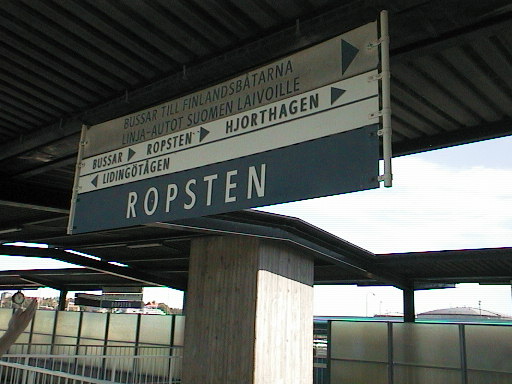 BUSSAR TILL FINLANDSBÅTARNA
LINJA-AUTOT SUOMEN LAIVOILLE
BUSSAR ROPSTEN HJORTHAGEN
LIDINGÖTÅGEN
ROPSTEN